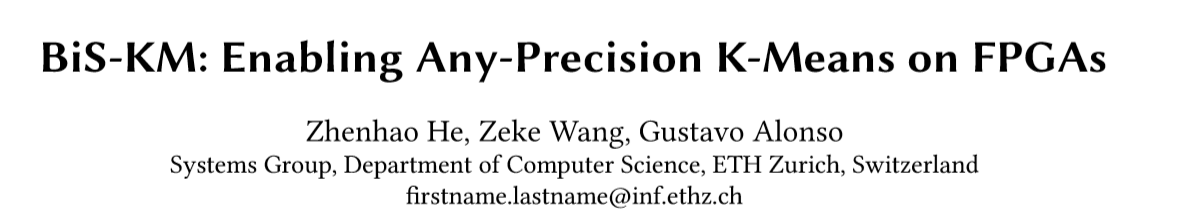 BiS-KM: Enabling Any-Precision K-Means on FPGAs
Zhenhao He, Zeke Wang, Gustavo Alonso
Systems Group, Department of Computer Science, ETH Zurich, Switzerland
firstname.lastname@inf.ethz.ch